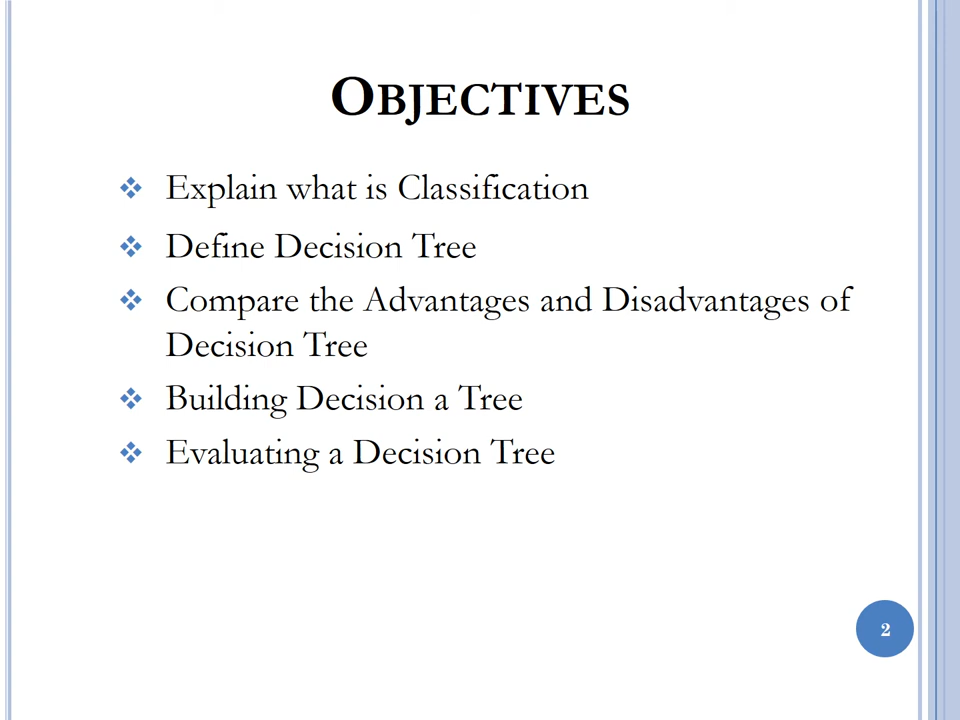 OBJECTIVES
Explain what is Classification
Define Decision Tree
Compare the Advantages and Disadvantages of
Decision Tree
Building Decision a Tree
Evaluating a Decision Tree
2